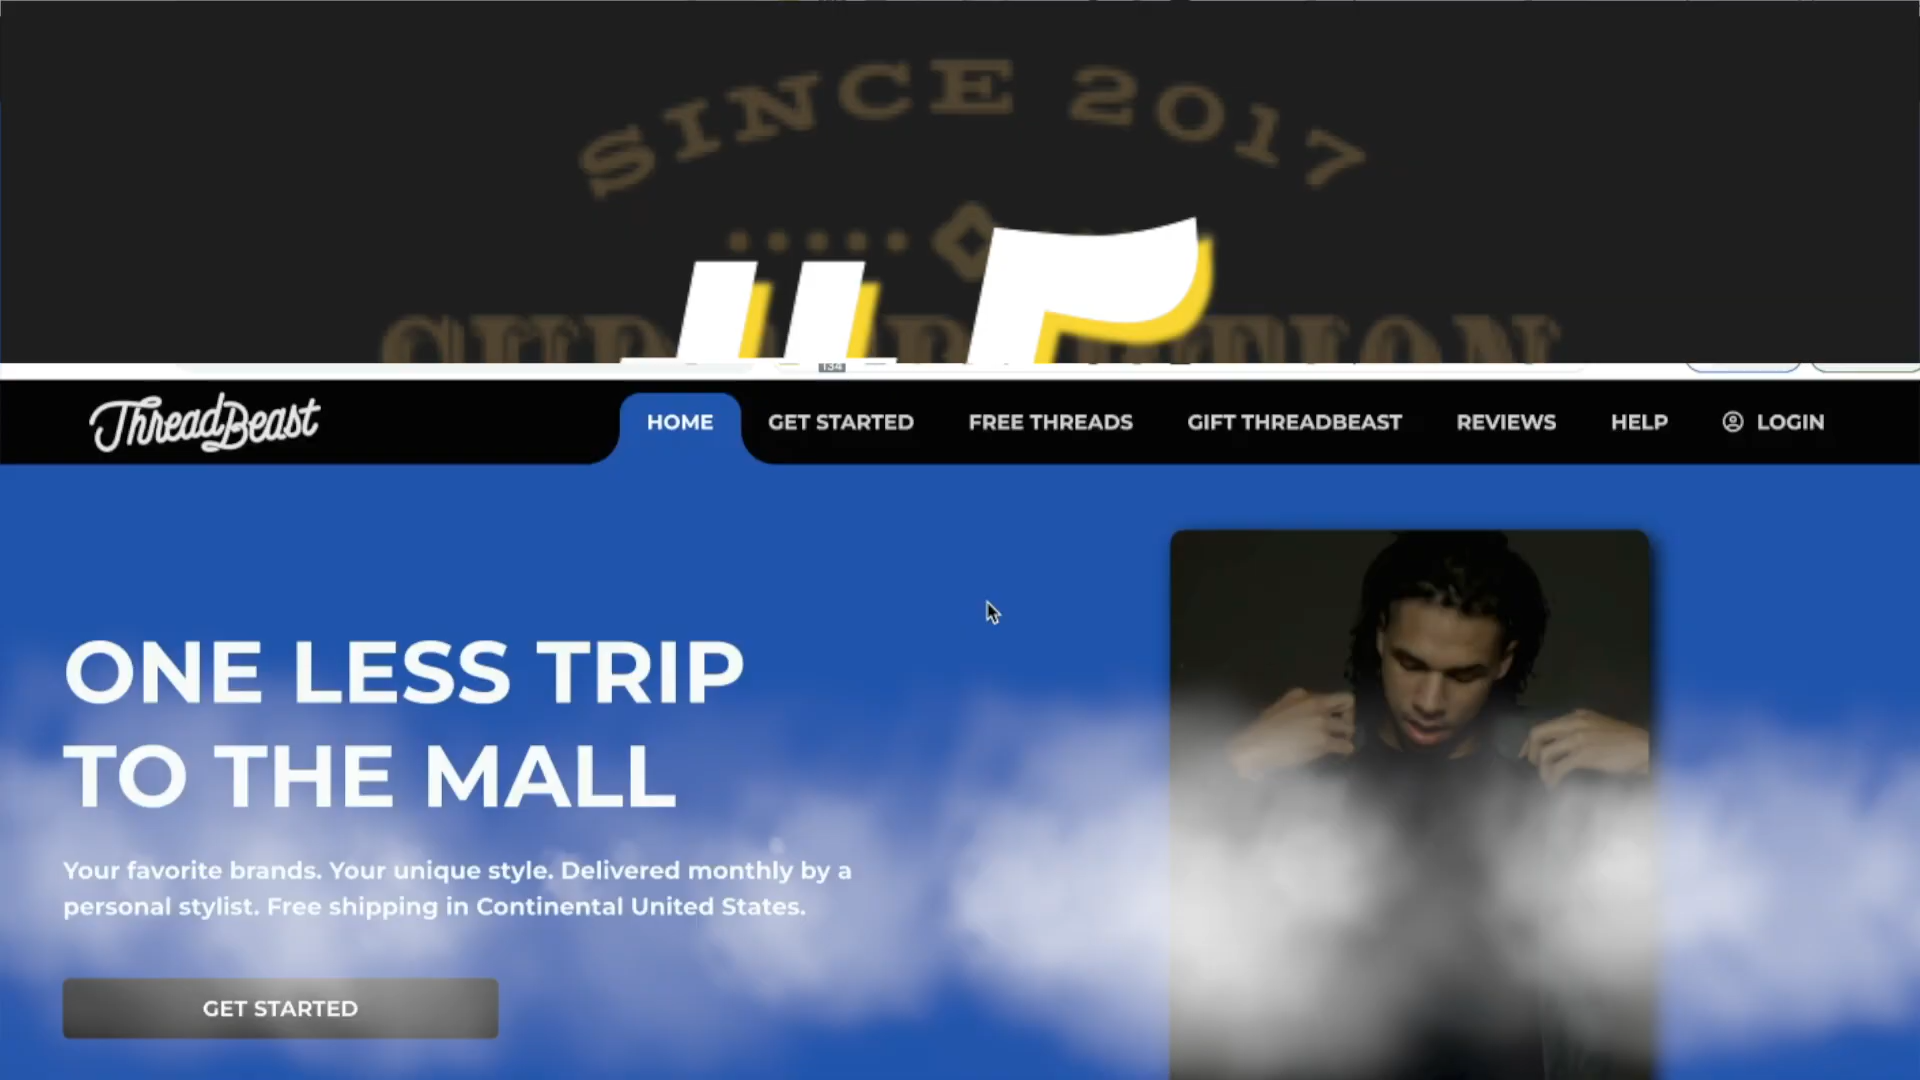 SINCE 2017
134
ThreadBeast
HOME
GET STARTED
FREE THREADS
GIFT THREADBEAST
REVIEWS
HELP
LOGIN
ONE LESS TRIP
TO THE MALL
Your favorite brands. Your unique style. Delivered monthly by a
personal stylist. Free shipping in Continental United States.
GET STARTED